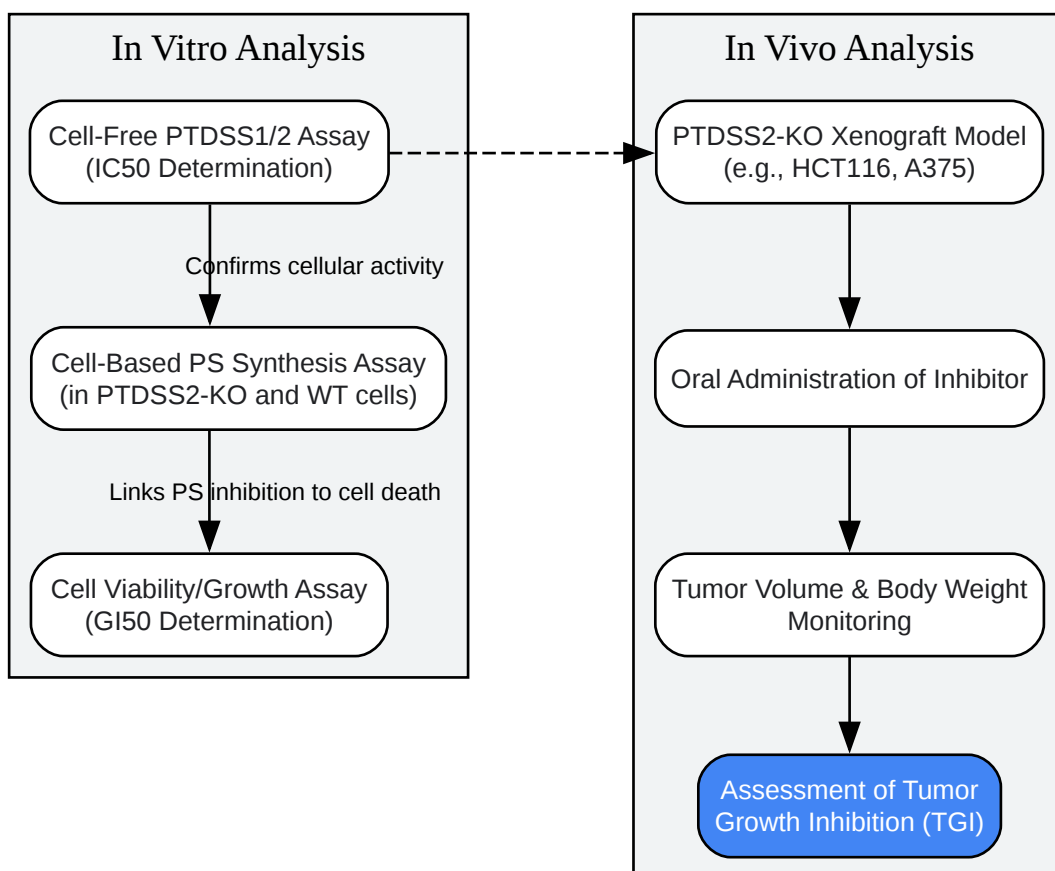 In Vitro Analysis
Cell-Free PTDSS1/2 Assay
(IC50 Determination)
Confirms cellular activity
Cell-Based PS Synthesis Assay
(in PTDSS2-KO and WT cells)
Links PS inhibition to cell death
Cell Viability/Growth Assay
(GI50 Determination)
In Vivo Analysis
PTDSS2-KO Xenograft Model
(e.g., HCT116, A375)
Oral Administration of Inhibitor
Tumor Volume & Body Weight
Monitoring
Assessment of Tumor
Growth Inhibition (TGI)